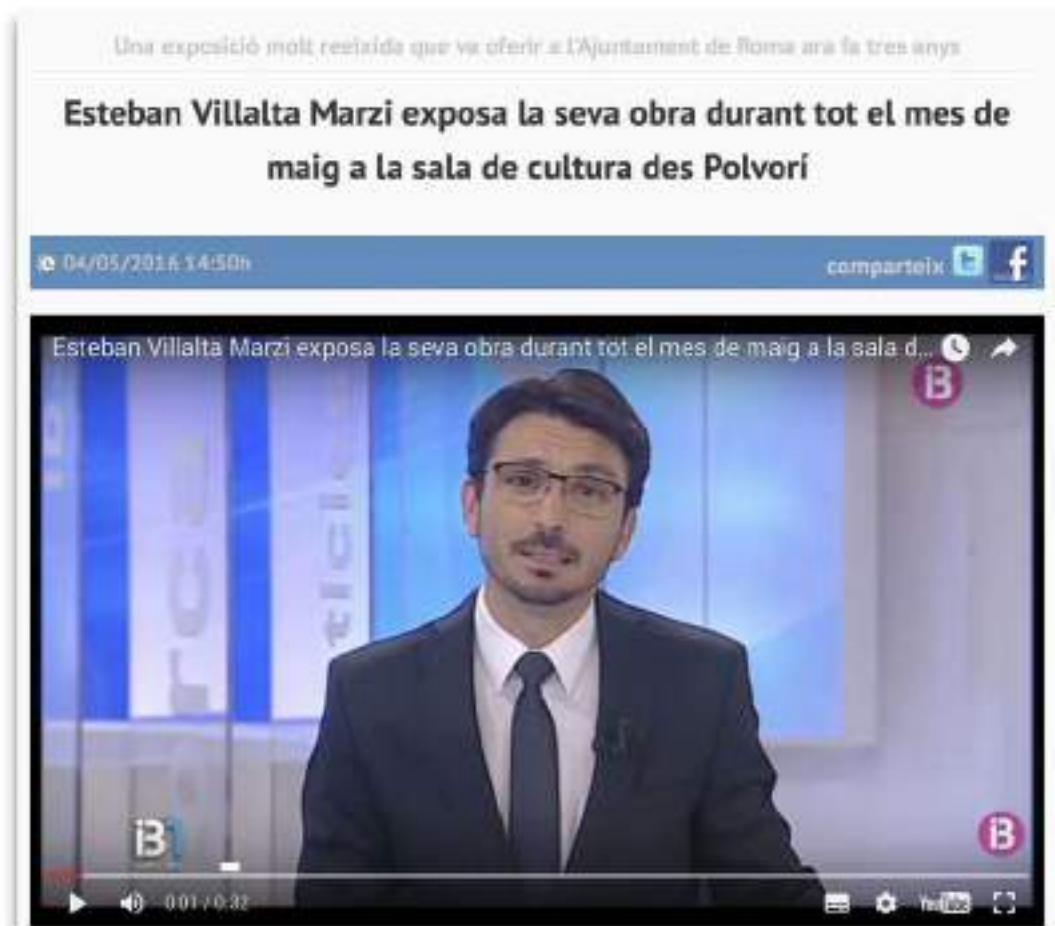 Una exposició molt reeixida que va oferir a l'Ajuntament de Roma ara fa tres anys
Esteban Villalta Marzi exposa la seva obra durant tot el mes de
maig a la sala de cultura des Polvorí
04/05/2016 14:50h
comparteix
Esteban Villalta Marzi exposa la seva obra durant tot el mes de maig a la sala d...
0:01 / 0:32
YouTube